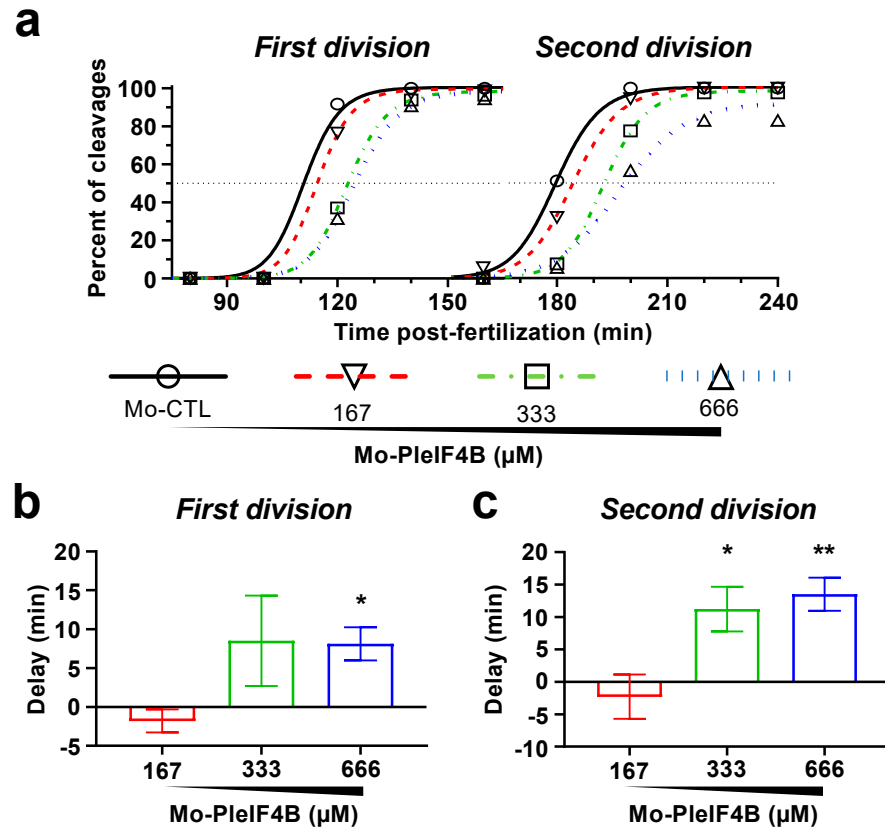 a
First division
Second division
Percent of cleavages
100
80
60
40
20
0
90 120 150 180 210 240
Time post-fertilization (min)
Mo-CTL
167
333
666
Mo-PleIF4B (µM)
b
First division
Delay (min)
20
15
10
5
0
-5
*
167 333 666
Mo-PleIF4B (µM)
c
Second division
Delay (min)
20
15
10
5
0
-5
-10
* **
167 333 666
Mo-PleIF4B (µM)